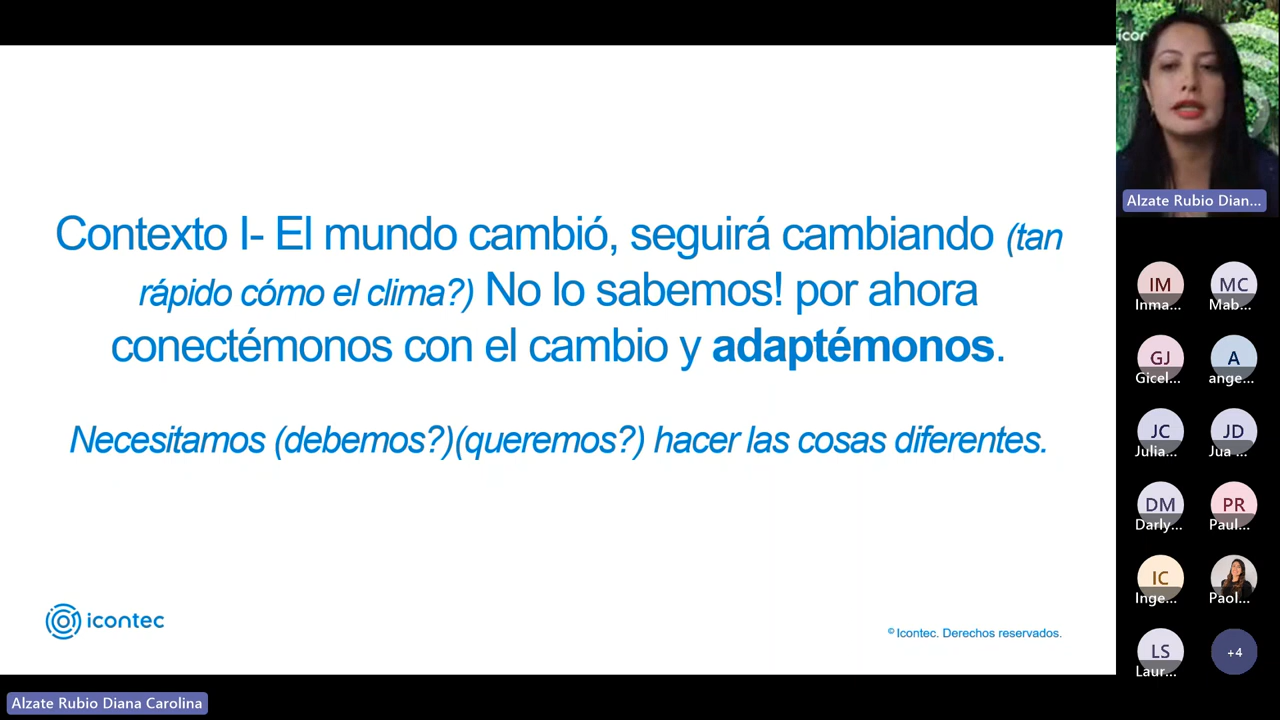 Contexto I- El mundo cambió, seguirá cambiando (tan
rápido cómo el clima?) No lo sabemos! por ahora
conectémonos con el cambio y adaptémonos.
Necesitamos (debemos?)(queremos?) hacer las cosas diferentes.
icontec
© Icontec. Derechos reservados.
Alzate Rubio Diana Carolina
icon
Alzate Rubio Dian...
IM
Inma...
MC
Mab...
GJ
Gicel...
A
ange...
JC
Julia...
JD
Jua ...
DM
Darly...
PR
Paul...
IC
Inge...
Paol...
LS
Laur...
+4